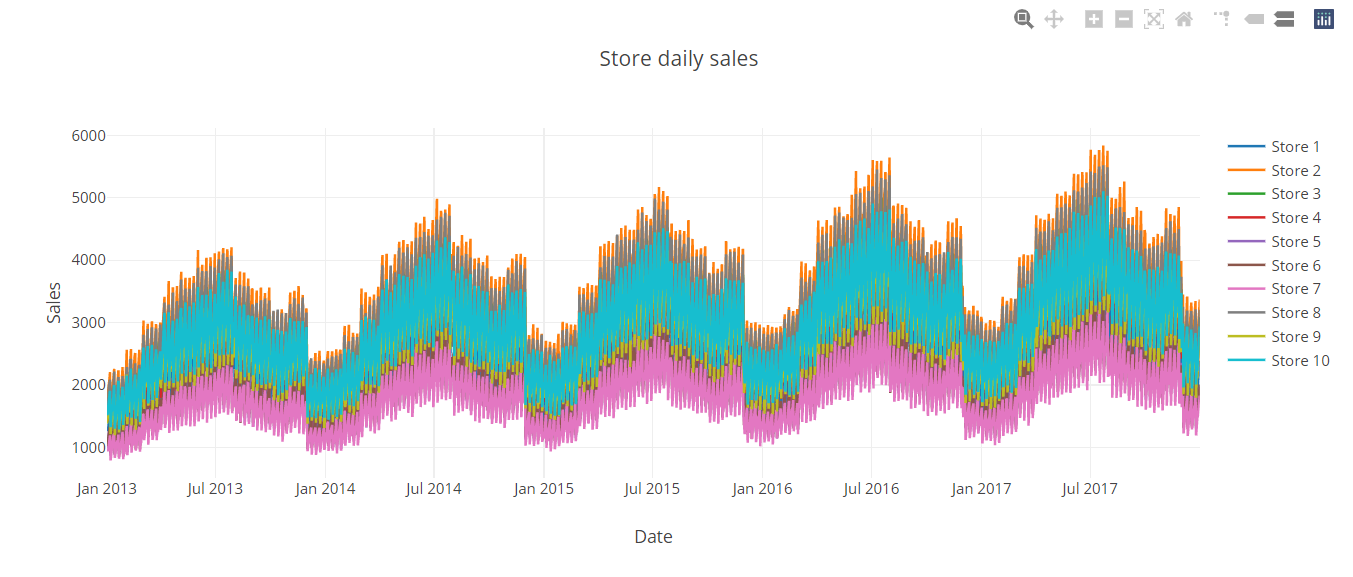 Store daily sales
6000
5000
4000
3000
2000
1000
Sales
Jan 2013 Jul 2013 Jan 2014 Jul 2014 Jan 2015 Jul 2015 Jan 2016 Jul 2016 Jan 2017 Jul 2017
Date
Store 1
Store 2
Store 3
Store 4
Store 5
Store 6
Store 7
Store 8
Store 9
Store 10